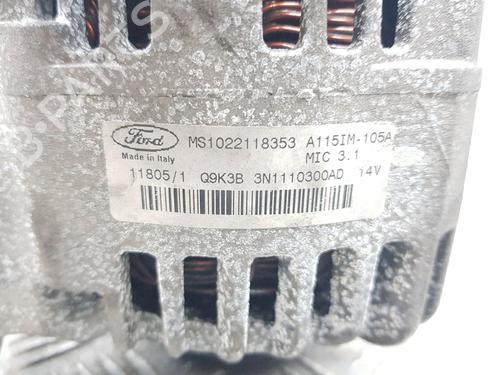 Ford MS1022118353 A115IM-105A
Made in Italy MIC 3.1
11805/1 Q9K3B 3N1110300AD 14V